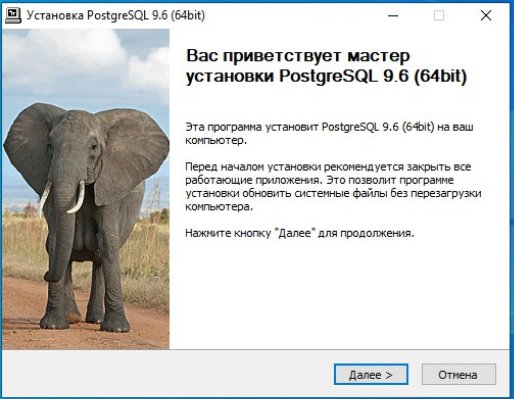 Установка PostgreSQL 9.6 (64bit)
Вас приветствует мастер
установки PostgreSQL 9.6 (64bit)
Эта программа установит PostgreSQL 9.6 (64bit) на ваш
компьютер.
Перед началом установки рекомендуется закрыть все
работающие приложения. Это позволит программе
установки обновить системные файлы без перезагрузки
компьютера.
Нажмите кнопку "Далее" для продолжения.
Далее >
Отмена